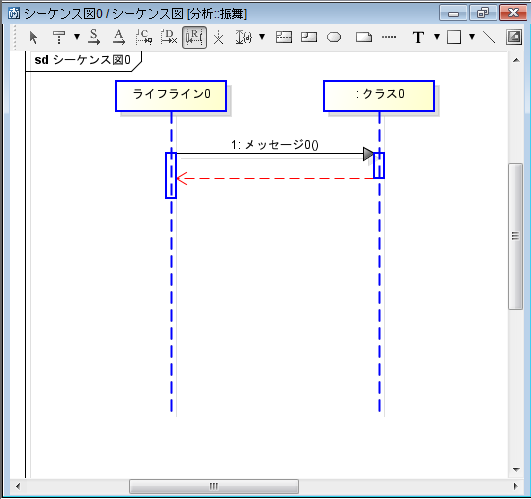 シーケンス図0 / シーケンス図 [分析::振舞]
S A C D R T
sd シーケンス図0
ライフライン0
: クラス0
1: メッセージ0()